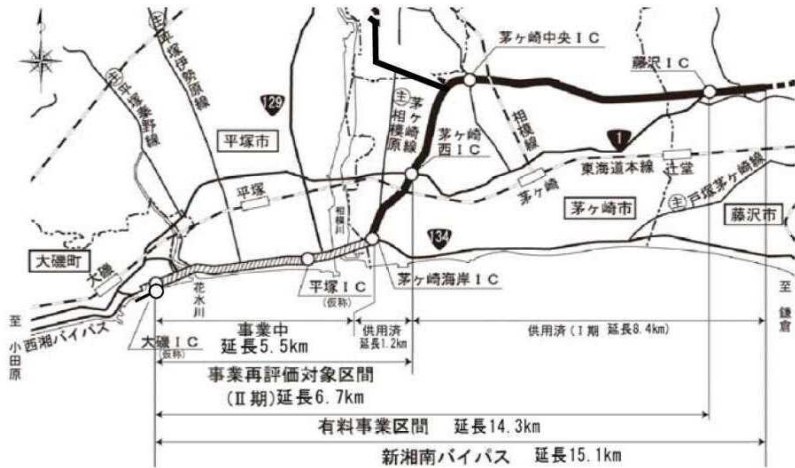 茅ヶ崎中央IC
藤沢IC
主平塚伊勢原線
主平塚秦野線
129
平塚市
主茅ヶ崎相模原線
茅ヶ崎
西IC
相模線
1
東海道本線
辻堂
平塚
茅ヶ崎
主戸塚茅ヶ崎線
茅ヶ崎市
藤沢市
相模川
134
大磯町
大磯
花水川
平塚IC
(仮称)
茅ヶ崎海岸IC
至小田原
西湘バイパス
大磯IC
(仮称)
至鎌倉
事業中
延長5.5km
供用済
延長1.2km
供用済(I期 延長8.4km)
事業再評価対象区間
(II期)延長6.7km
有料事業区間 延長14.3km
新湘南バイパス 延長15.1km